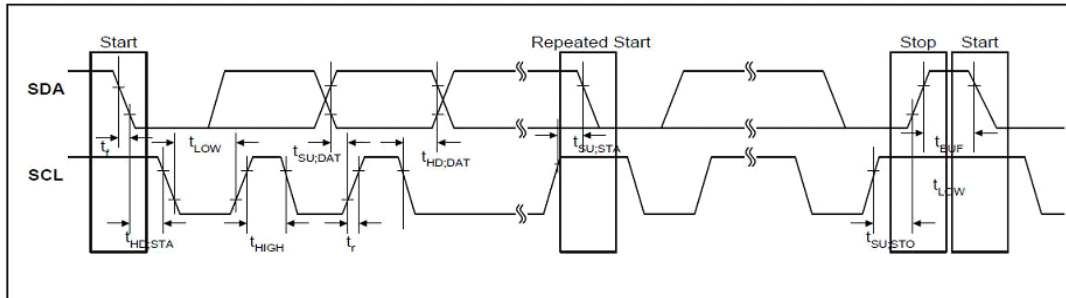 Start
Repeated Start
Stop
Start
SDA
t_f
t_LOW
t_SU;DAT
t_HD;DAT
t_SU;STA
t_BUF
SCL
t_LOW
t_HD;STA
t_HIGH
t_r
t_SU;STO